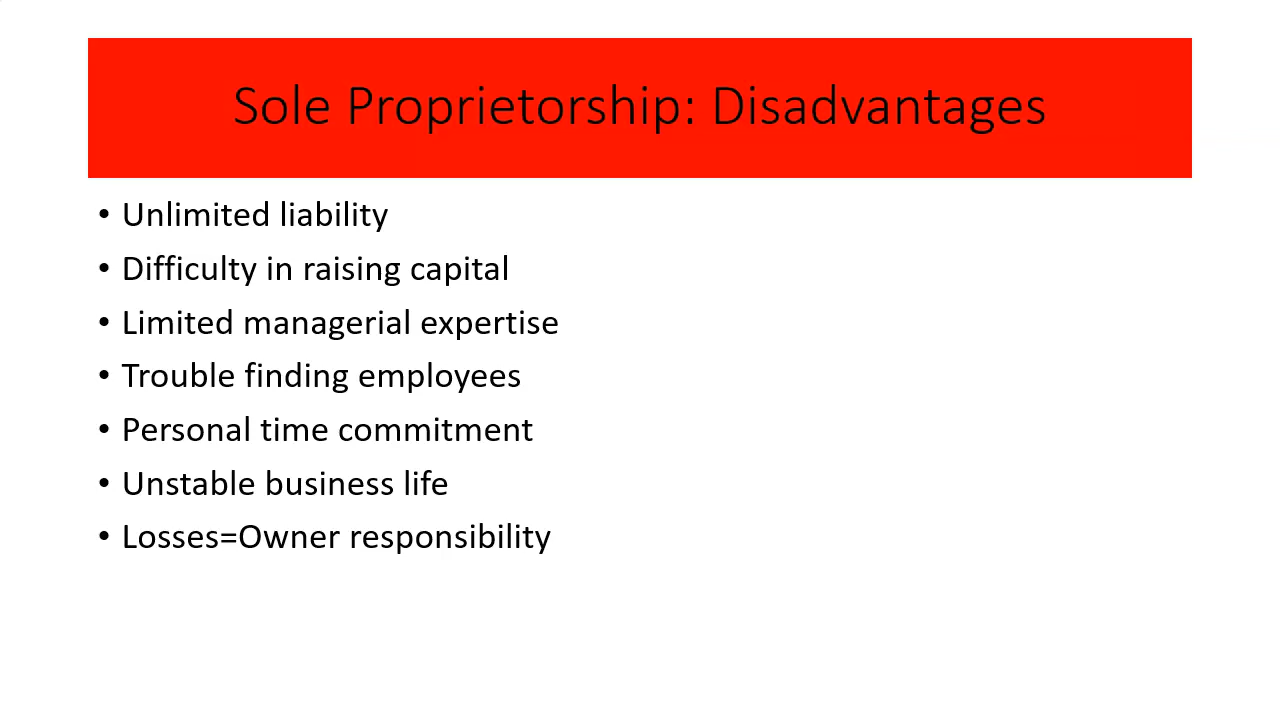 Sole Proprietorship: Disadvantages
• Unlimited liability
• Difficulty in raising capital
• Limited managerial expertise
• Trouble finding employees
• Personal time commitment
• Unstable business life
• Losses=Owner responsibility